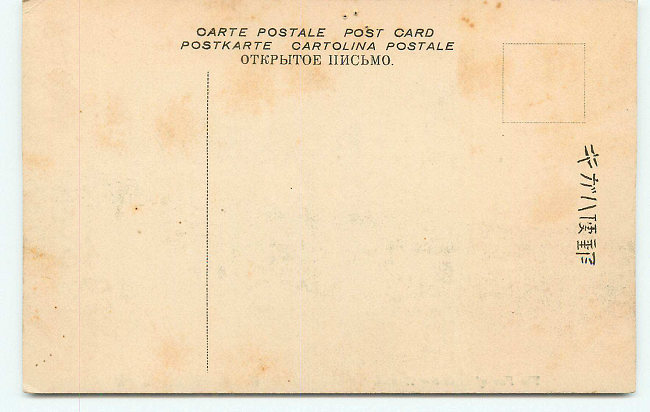 CARTE POSTALE POST CARD
POSTKARTE CARTOLINA POSTALE
ОТКРЫТОЕ ПИСЬМО.
郵便ハガキ